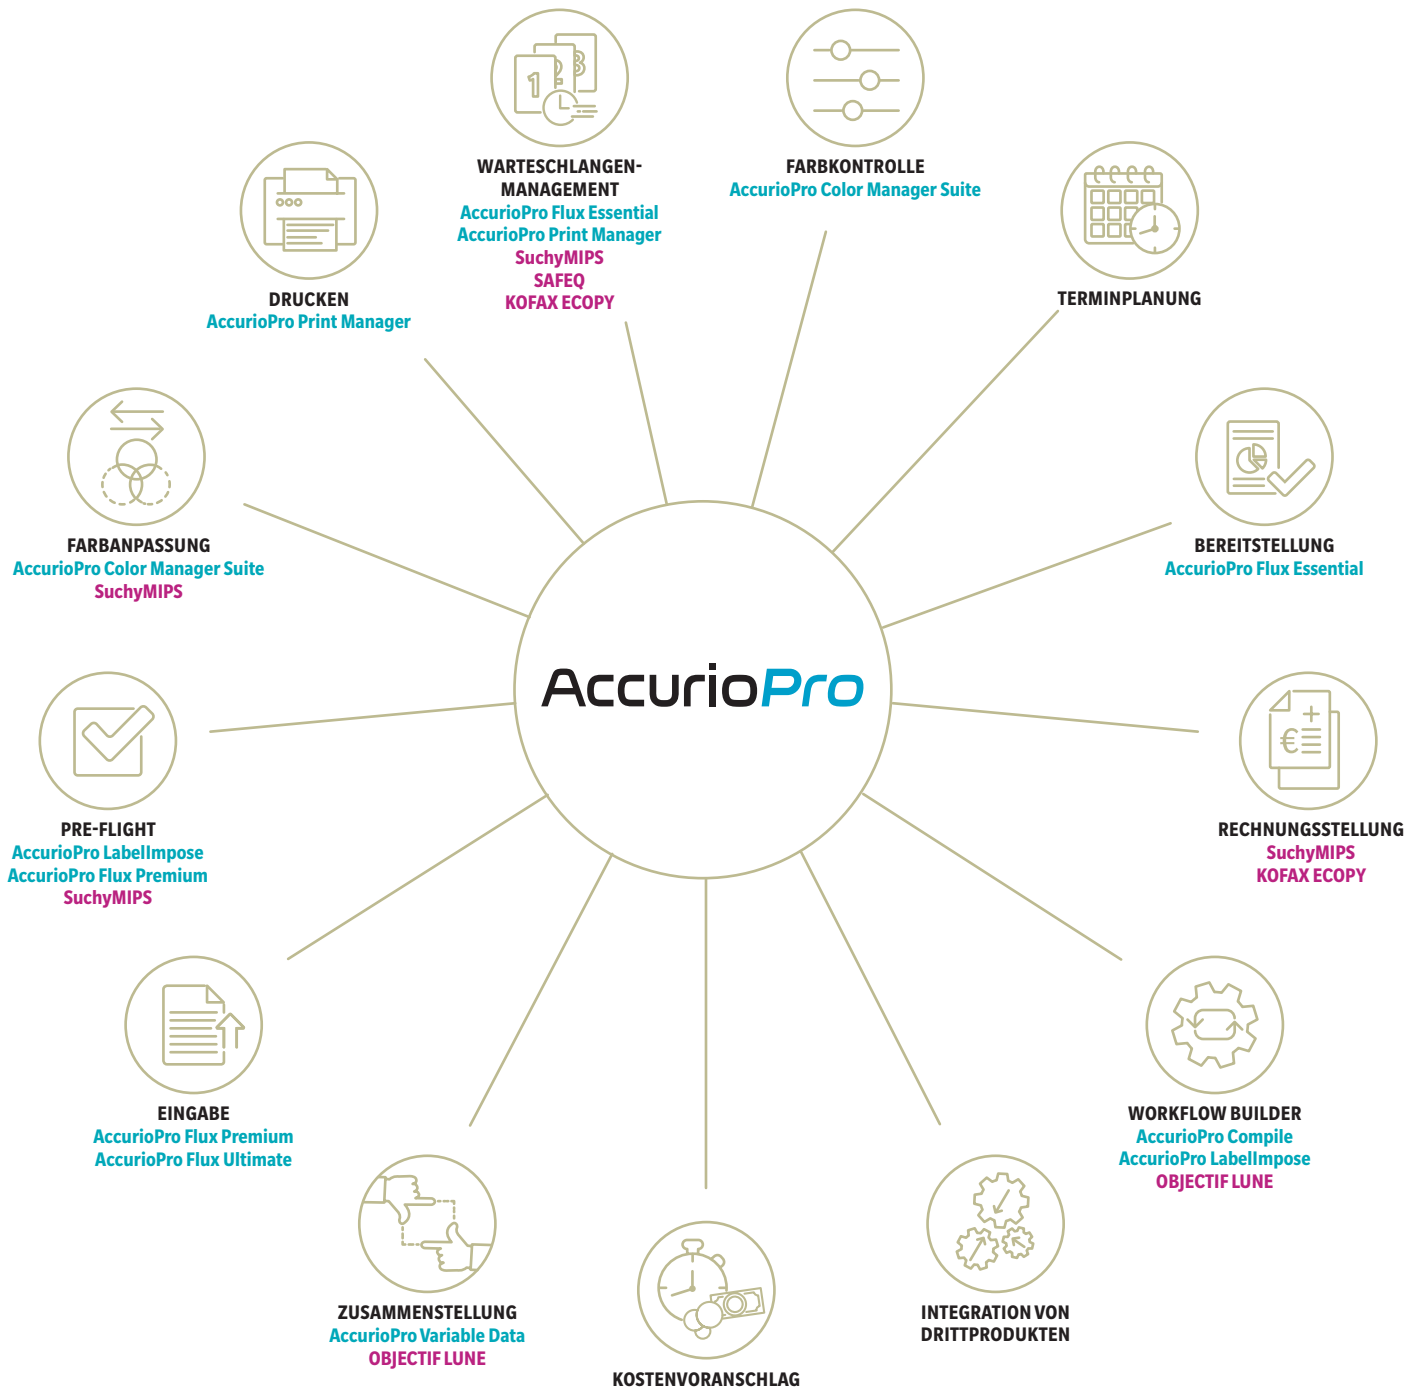 WARTESCHLANGEN-
MANAGEMENT
AccurioPro Flux Essential
AccurioPro Print Manager
SuchyMIPS
SAFEQ
KOFAX ECOPY
1
2
3
FARBKONTROLLE
AccurioPro Color Manager Suite
TERMINPLANUNG
DRUCKEN
AccurioPro Print Manager
FARBANPASSUNG
AccurioPro Color Manager Suite
SuchyMIPS
BEREITSTELLUNG
AccurioPro Flux Essential
AccurioPro
€
RECHNUNGSSTELLUNG
SuchyMIPS
KOFAX ECOPY
PRE-FLIGHT
AccurioPro LabelImpose
AccurioPro Flux Premium
SuchyMIPS
EINGABE
AccurioPro Flux Premium
AccurioPro Flux Ultimate
WORKFLOW BUILDER
AccurioPro Compile
AccurioPro LabelImpose
OBJECTIF LUNE
ZUSAMMENSTELLUNG
AccurioPro Variable Data
OBJECTIF LUNE
INTEGRATION VON
DRITTPRODUKTEN
KOSTENVORANSCHLAG